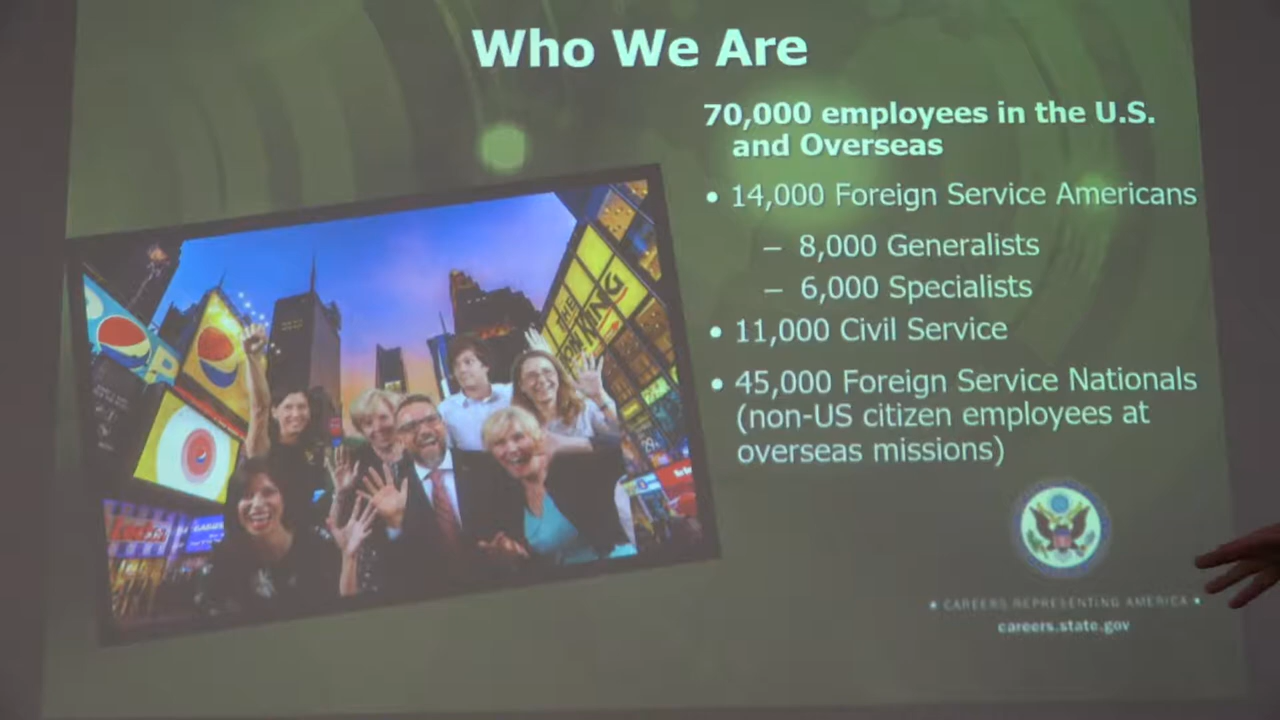 Who We Are
70,000 employees in the U.S.
and Overseas
• 14,000 Foreign Service Americans
– 8,000 Generalists
– 6,000 Specialists
• 11,000 Civil Service
• 45,000 Foreign Service Nationals
(non-US citizen employees at
overseas missions)
THE
★ CAREERS REPRESENTING AMERICA ★
careers.state.gov